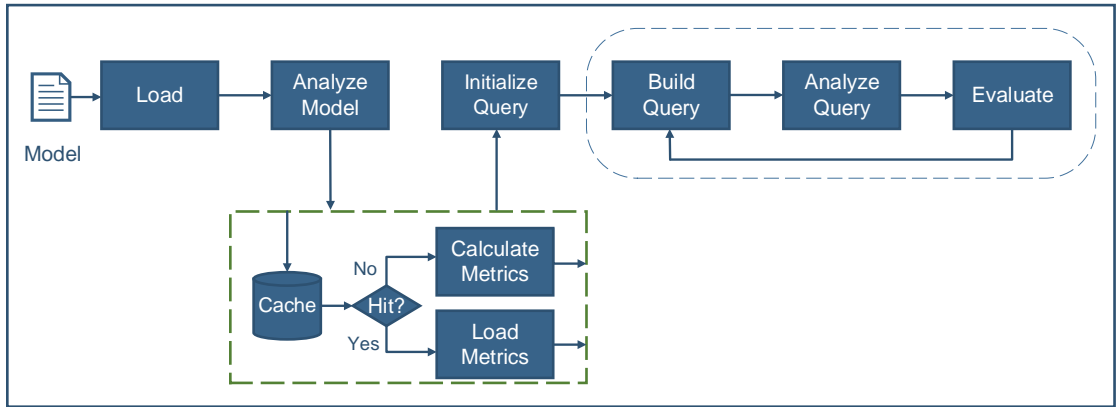 Model
Load
Analyze
Model
Initialize
Query
Build
Query
Analyze
Query
Evaluate
Cache
Hit?
No
Yes
Calculate
Metrics
Load
Metrics